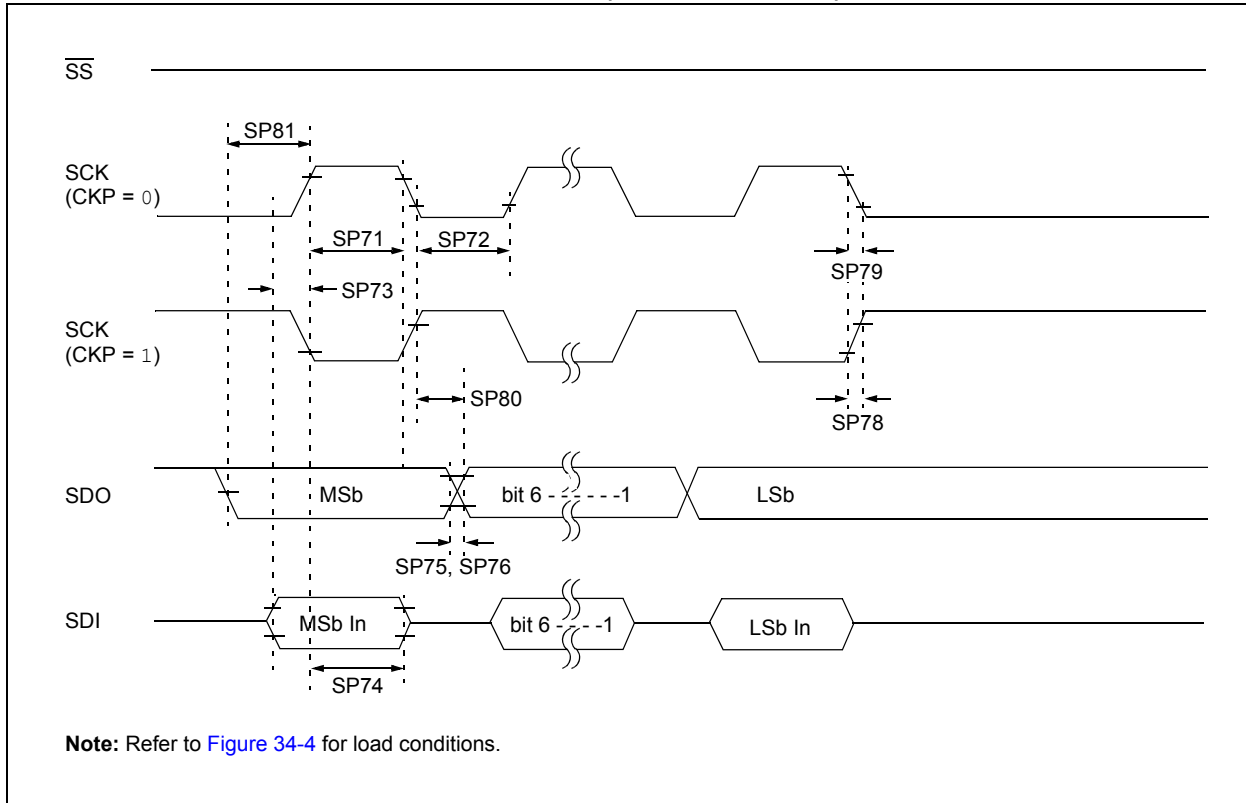 SS
SP81
SCK
(CKP = 0)
SP71
SP72
SP79
SP73
SCK
(CKP = 1)
SP80
SP78
SDO
MSb
bit 6 - - - - - -1
LSb
SP75, SP76
SDI
MSb In
bit 6 - - - -1
LSb In
SP74
Note: Refer to Figure 34-4 for load conditions.